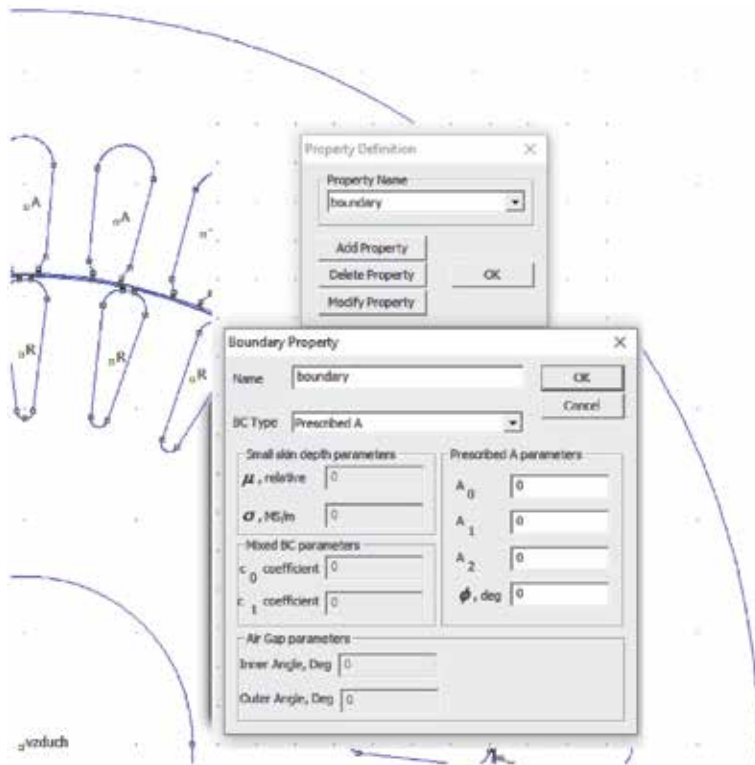 Property Definition
Property Name
boundary
A
A
Add Property
Delete Property
OK
Modify Property
R
R
R
Boundary Property
Name
boundary
OK
Cancel
BC Type
Prescribed A
Small skin depth parameters
μ, relative
0
σ, MS/m
0
Prescribed A parameters
A 0
0
A 1
0
A 2
0
ϕ, deg
0
Mixed BC parameters
c 0 coefficient
0
c 1 coefficient
0
Air Gap parameters
Inner Angle, Deg
0
Outer Angle, Deg
0
vzduch